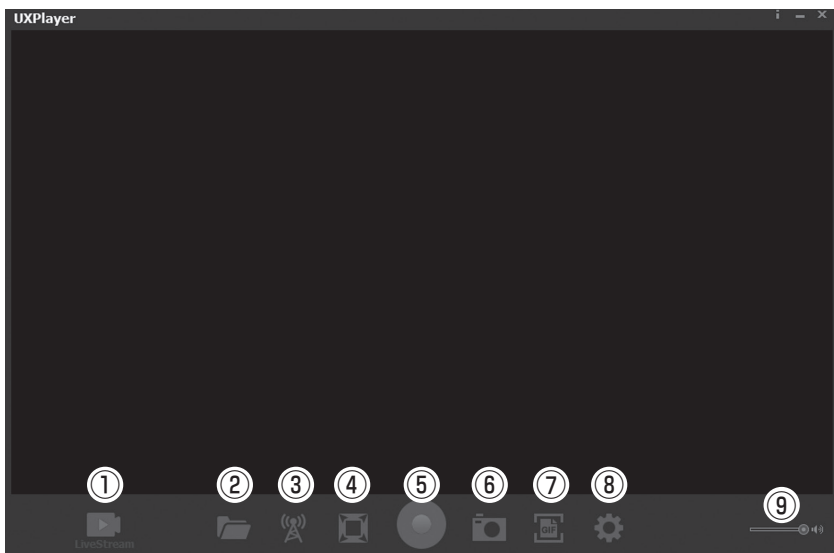 UXPlayer
① ② ③ ④ ⑤ ⑥ ⑦ ⑧ ⑨
GIF
LiveStream